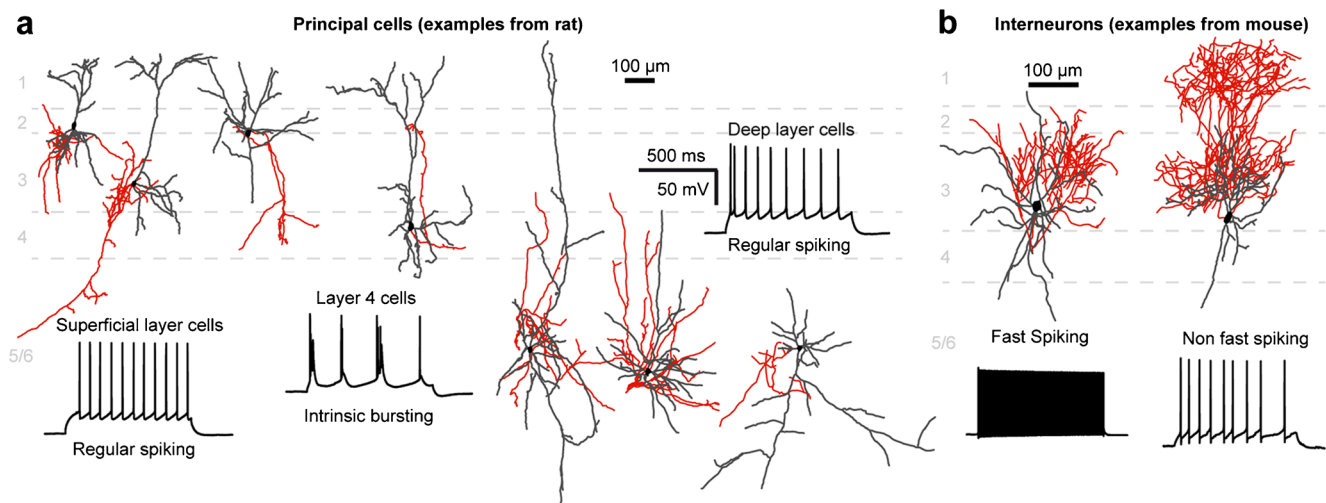 a
Principal cells (examples from rat)
100 µm
1
2
3
4
5/6
500 ms
50 mV
Deep layer cells
Regular spiking
Superficial layer cells
Regular spiking
Layer 4 cells
Intrinsic bursting
b
Interneurons (examples from mouse)
100 µm
1
2
3
4
5/6
Fast Spiking
Non fast spiking